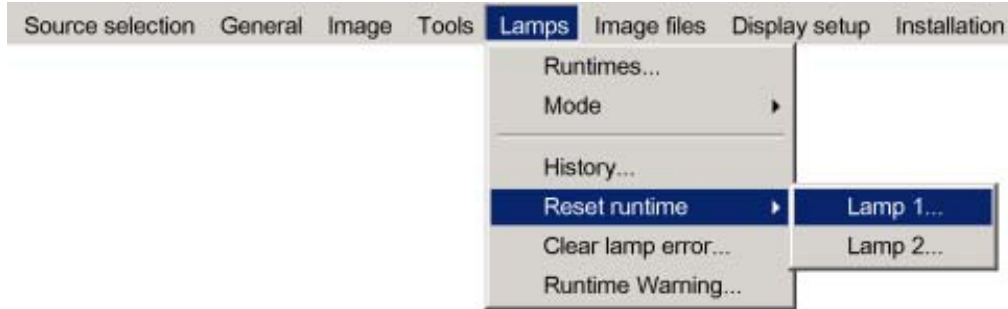 Source selection General Image Tools Lamps Image files Display setup Installation
Runtimes...
Mode
History...
Reset runtime Lamp 1...
Clear lamp error... Lamp 2...
Runtime Warning...